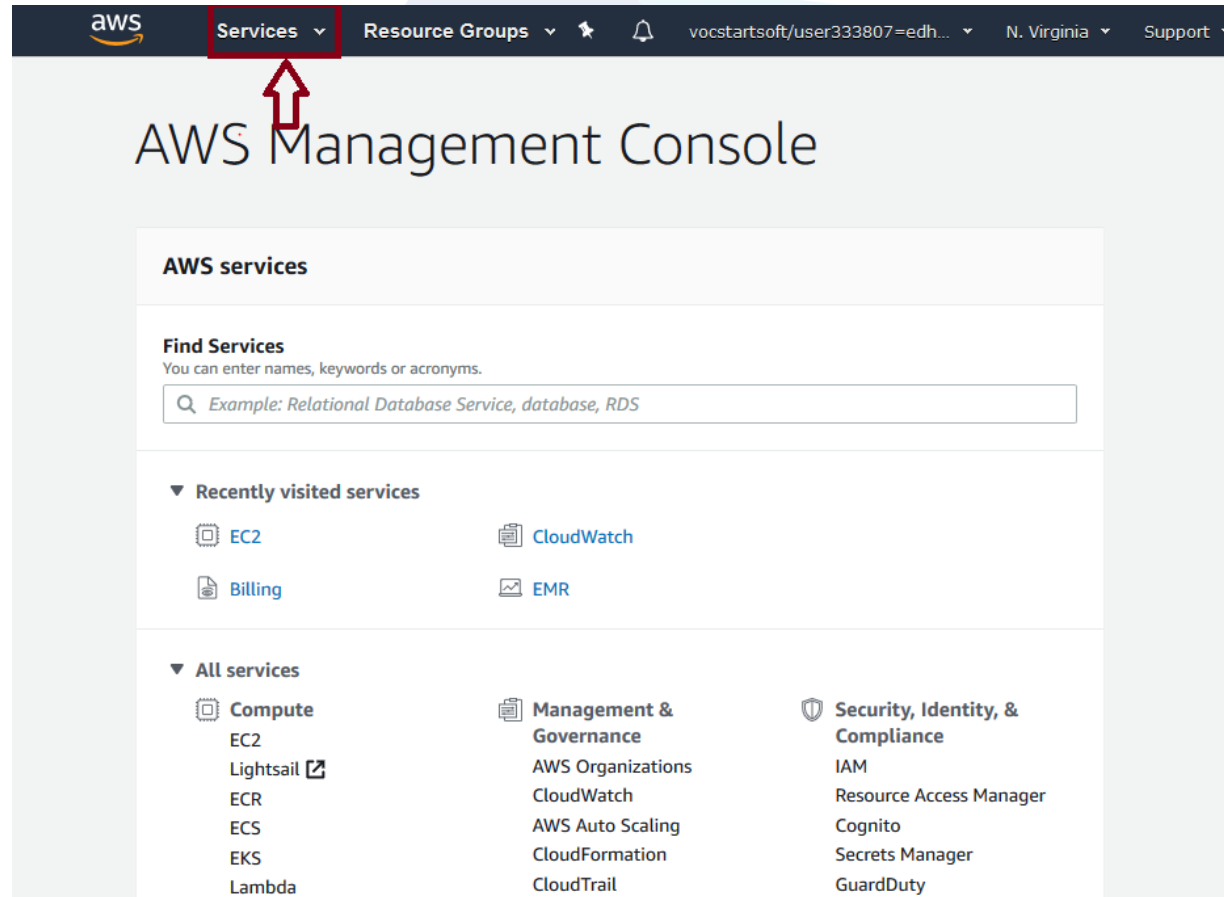 aws Services Resource Groups vocstartsoft/user333807=edh... N. Virginia Support
AWS Management Console
AWS services
Find Services
You can enter names, keywords or acronyms.
Example: Relational Database Service, database, RDS
Recently visited services
EC2 CloudWatch
Billing EMR
All services
Compute
EC2
Lightsail
ECR
ECS
EKS
Lambda
Management &
Governance
AWS Organizations
CloudWatch
AWS Auto Scaling
CloudFormation
CloudTrail
Security, Identity, &
Compliance
IAM
Resource Access Manager
Cognito
Secrets Manager
GuardDuty